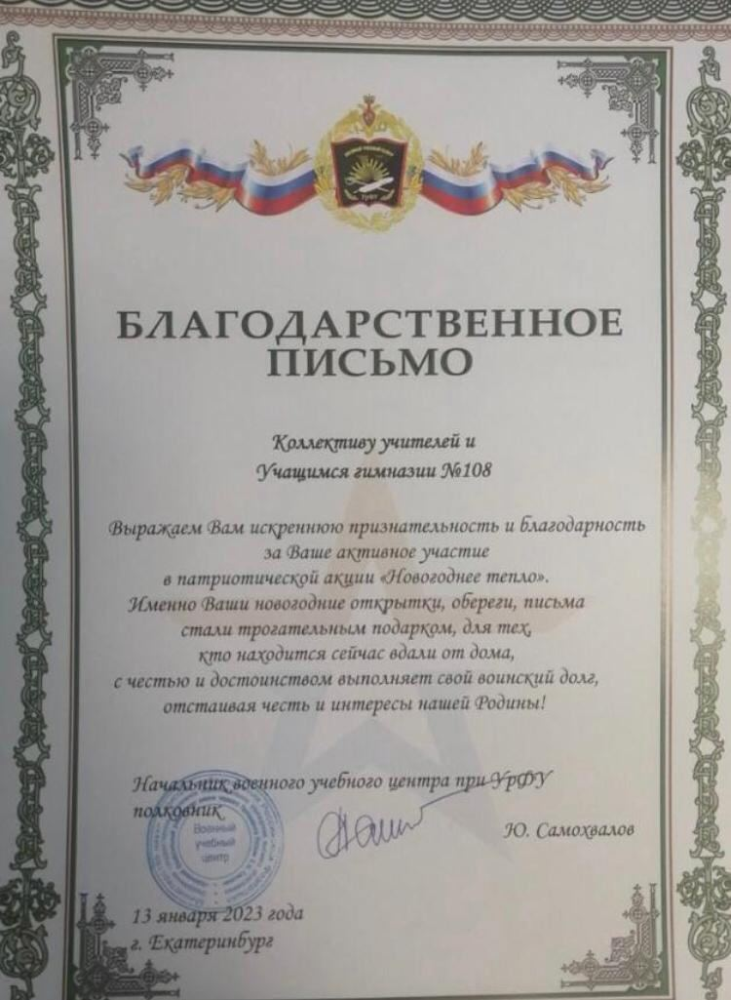 БЛАГОДАРСТВЕННОЕ
ПИСЬМО
Коллективу учителей и
Учащимся гимназии №108
Выражаем Вам искреннюю признательность и благодарность
за Ваше активное участие
в патриотической акции «Новогоднее тепло».
Именно Ваши новогодние открытки, обереги, письма
стали трогательным подарком, для тех,
кто находится сейчас вдали от дома,
с честью и достоинством выполняет свой воинский долг,
отстаивая честь и интересы нашей Родины!
Начальник военного учебного центра при УрФУ
полковник
Ю. Самохвалов
Военный
учебный
центр
13 января 2023 года
г. Екатеринбург